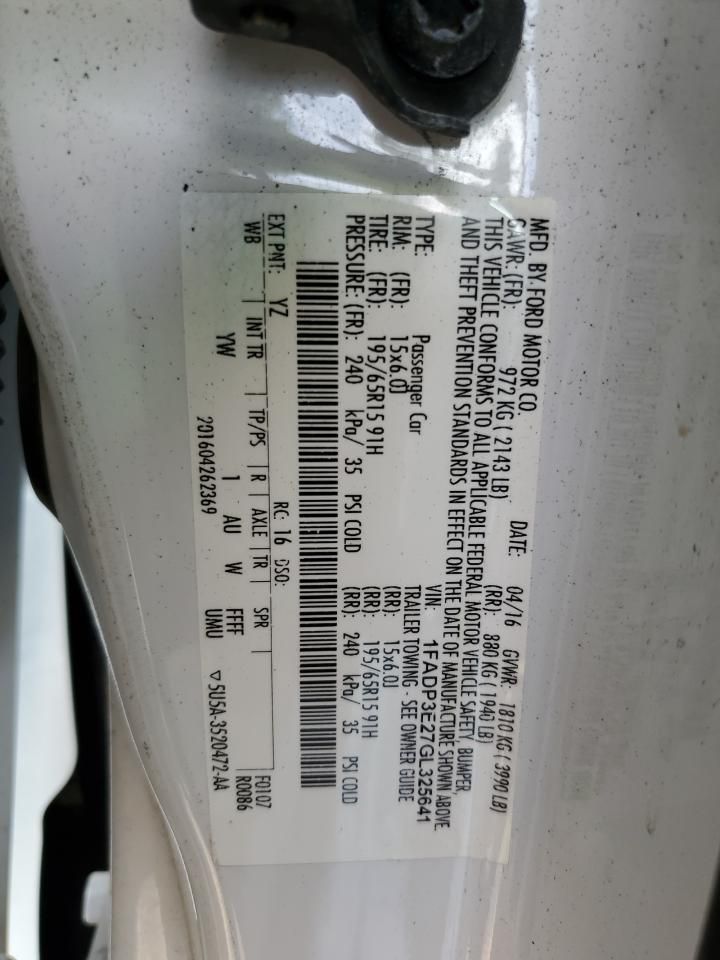 MFD. BY FORD MOTOR CO. DATE: 04/16 GVWR: 1810 KG ( 3990 LB)
GAWR: (FR): 972 KG ( 2143 LB) (RR): 880 KG ( 1940 LB)
THIS VEHICLE CONFORMS TO ALL APPLICABLE FEDERAL MOTOR VEHICLE SAFETY, BUMPER,
AND THEFT PREVENTION STANDARDS IN EFFECT ON THE DATE OF MANUFACTURE SHOWN ABOVE.
VIN: 1FADP3E27GL325641
TYPE: Passenger Car TRAILER TOWING - SEE OWNER GUIDE
RIM: (FR): 15x6.0J (RR): 15x6.0J
TIRE: (FR): 195/65R15 91H (RR): 195/65R15 91H
PRESSURE: (FR): 240 kPa/ 35 PSI COLD (RR): 240 kPa/ 35 PSI COLD
EXT PNT: YZ RC: 16 DSO: F0107
WB INT TR TP/PS R AXLE TR SPR R0086
YW 1 AU W FFFF
UMU
201604262369 ▽ 5U5A-3520472-AA